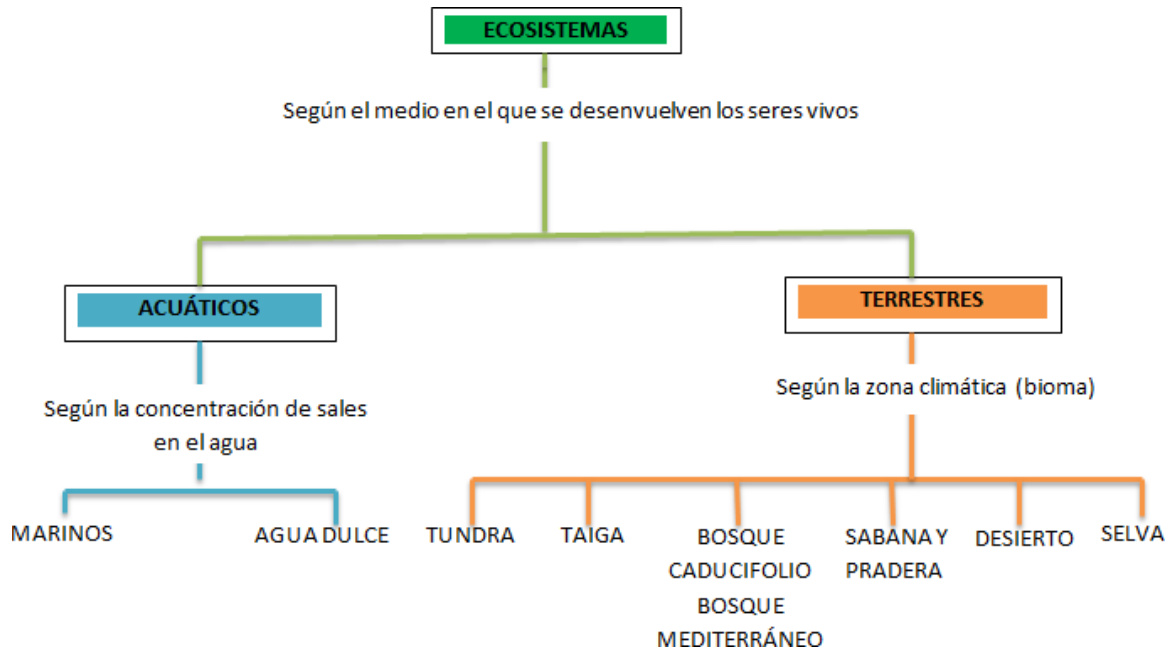 ECOSISTEMAS
Según el medio en el que se desenvuelven los seres vivos
ACUÁTICOS
TERRESTRES
Según la concentración de sales
en el agua
Según la zona climática (bioma)
MARINOS
AGUA DULCE
TUNDRA
TAIGA
BOSQUE
CADUCIFOLIO
BOSQUE
MEDITERRÁNEO
SABANA Y
PRADERA
DESIERTO
SELVA